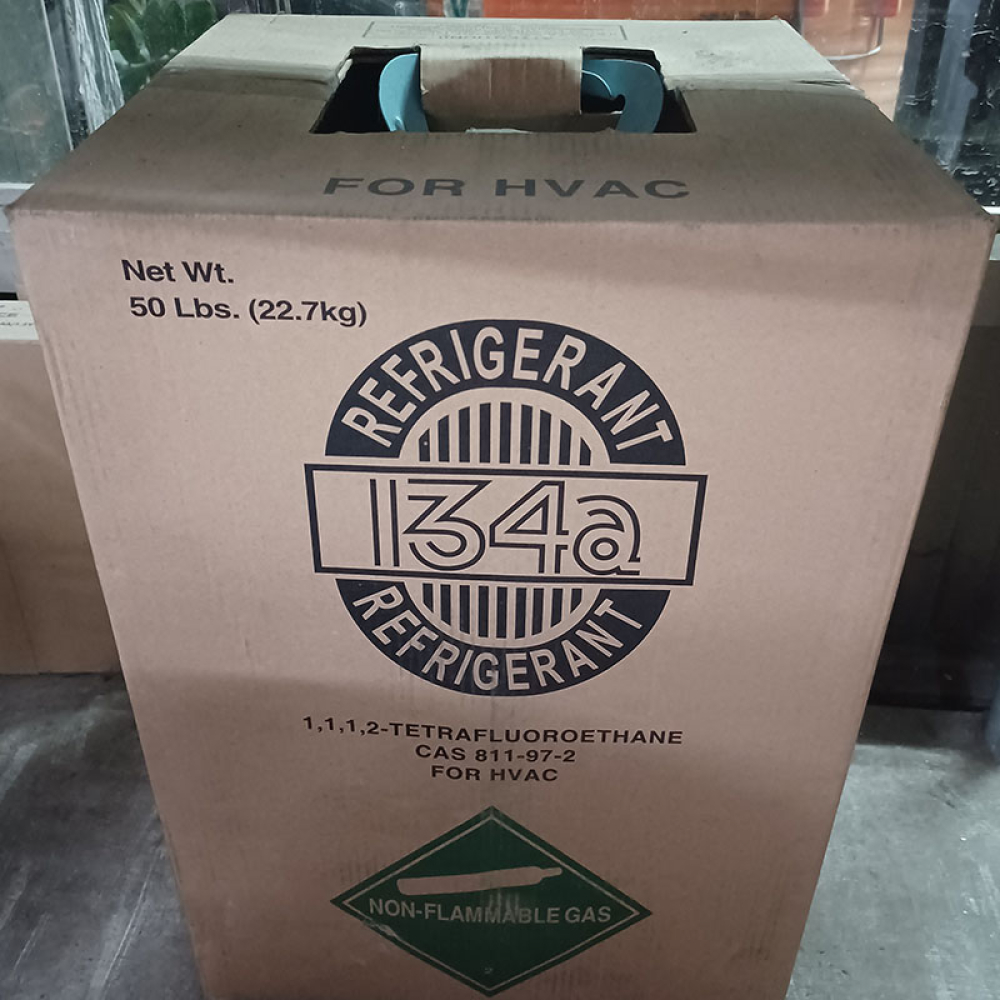 FOR HVAC
Net Wt.
50 Lbs. (22.7kg)
REFRIGERANT
134a
REFRIGERANT
1,1,1,2-TETRAFLUOROETHANE
CAS 811-97-2
FOR HVAC
NON-FLAMMABLE GAS
2